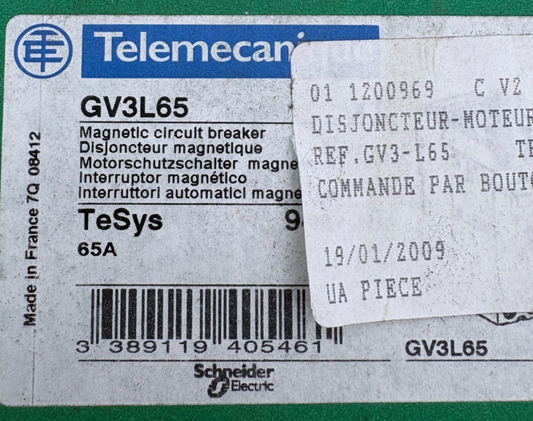 Telemecani
GV3L65
Magnetic circuit breaker
Disjoncteur magnetique
Motorschutzschalter magne
Interruptor magnético
Interruttori automatici magne
TeSys
65A
Made in France 7Q 08412
3 389119 405461
Schneider
Electric
GV3L65
01 1200969 C V2
DISJONCTEUR-MOTEUR
REF.GV3-L65
COMMANDE PAR BOUTO
19/01/2009
UA PIECE